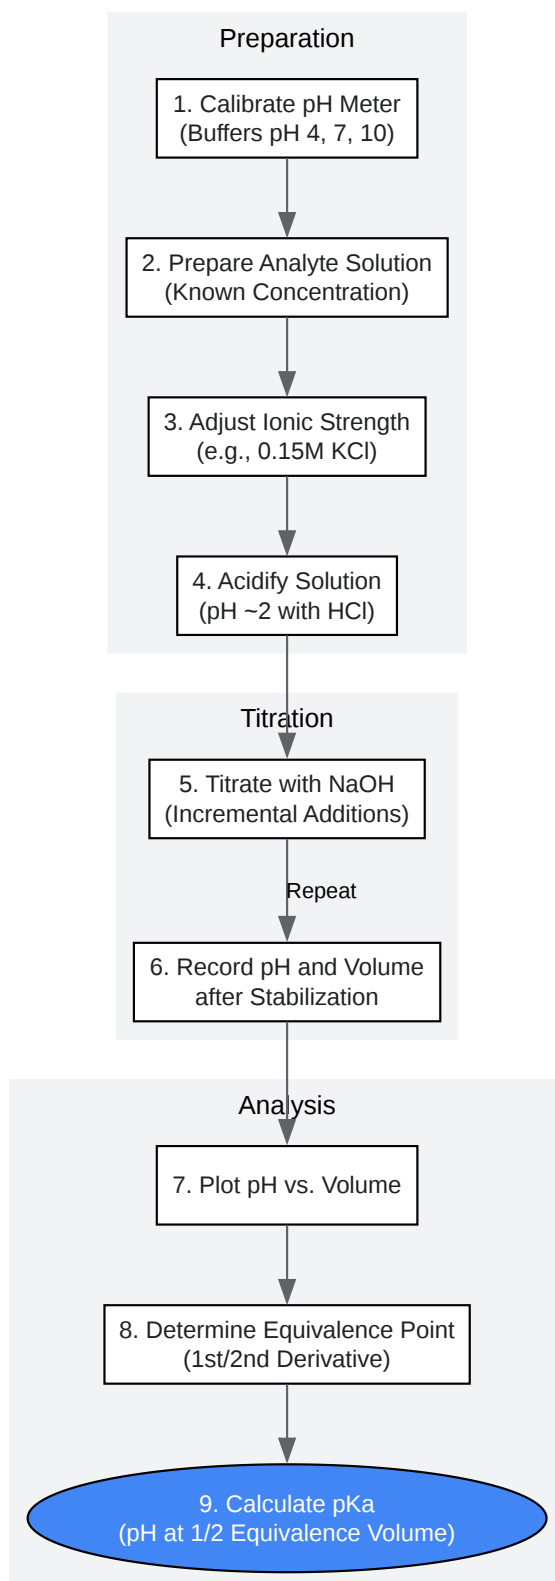 Preparation
1. Calibrate pH Meter
(Buffers pH 4, 7, 10)
2. Prepare Analyte Solution
(Known Concentration)
3. Adjust Ionic Strength
(e.g., 0.15M KCl)
4. Acidify Solution
(pH ~2 with HCl)
Titration
5. Titrate with NaOH
(Incremental Additions)
Repeat
6. Record pH and Volume
after Stabilization
Analysis
7. Plot pH vs. Volume
8. Determine Equivalence Point
(1st/2nd Derivative)
9. Calculate pKa
(pH at 1/2 Equivalence Volume)